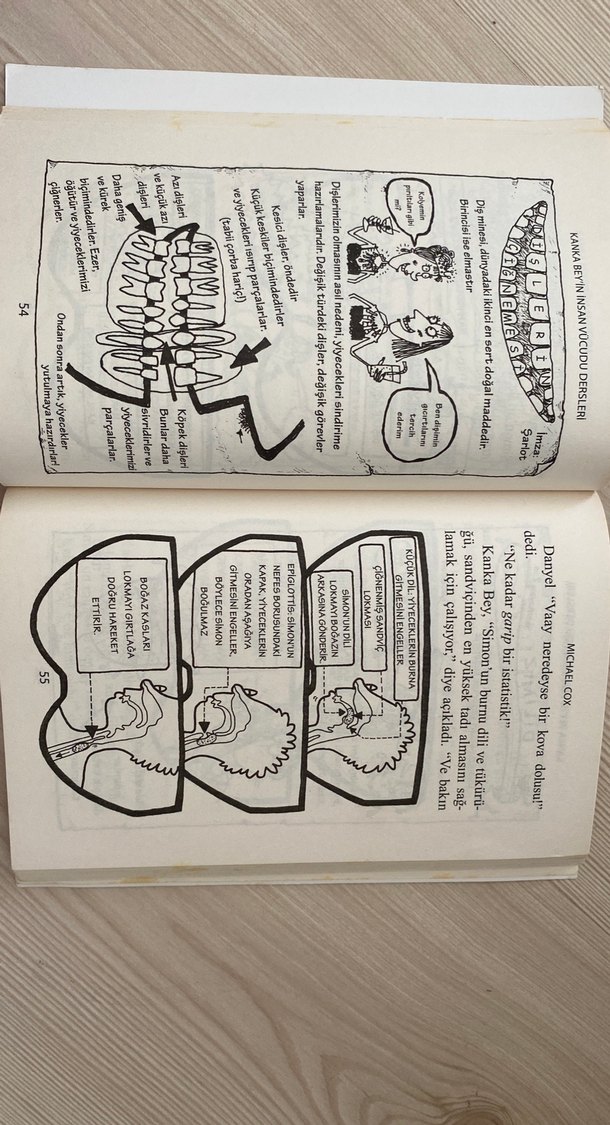 KANKA BEY'İN İNSAN VÜCUDU DERSLERİ
DİŞLERİN
ÇİĞNEMESİ
İmza:
Şarlot
Diş minesi, dünyadaki ikinci en sert doğal maddedir.
Birincisi ise elmastır
Kolyemin
pırıltıları gibi
mi?
Ben dişimin
gıcırtılarını
tercih
ederim
Dişlerimizin olmasının asıl nedeni, yiyecekleri sindirime
hazırlamalarıdır. Değişik türdeki dişler, değişik görevler
yaparlar.
Kesici dişler, öndedir
Küçük keskiler biçimindedirler
ve yiyecekleri ısırıp parçalarlar.
(tabii çorba hariç!)
Azı dişleri
ve küçük azı
dişleri
Daha geniş
ve kürek
biçimindedirler. Ezer,
öğütür ve yiyeceklerimizi
çiğnerler.
Köpek dişleri
Bunlar daha
sivridirler ve
yiyeceklerimizi
parçalarlar.
Ondan sonra artık, yiyecekler
yutulmaya hazırdırlar!
54
MICHAEL COX
Danyel “Vaay neredeyse bir kova dolusu!”
dedi.
“Ne kadar garip bir istatistik!”
Kanka Bey, “Simon'un burnu dili ve tükürü-
ğü, sandviçinden en yüksek tadı almasını sağ-
lamak için çalışıyor,” diye açıkladı. “Ve bakın
KÜÇÜK DİL: YİYECEKLERİN BURNA
GİTMESİNİ ENGELLER
ÇİĞNENMİŞ SANDVİÇ
LOKMASI
SİMON'UN DİLİ
LOKMAYI BOĞAZIN
ARKASINA GÖNDERİR
EPİGLOTTİS: SİMON'UN
NEFES BORUSUNDAKİ
KAPAK, YİYECEKLERİN
ORADAN AŞAĞIYA
GİTMESİNİ ENGELLER,
BÖYLECE SİMON
BOĞULMAZ
BOĞAZ KASLARI
LOKMAYI GIRTLAĞA
DOĞRU HAREKET
ETTİRİR.
55